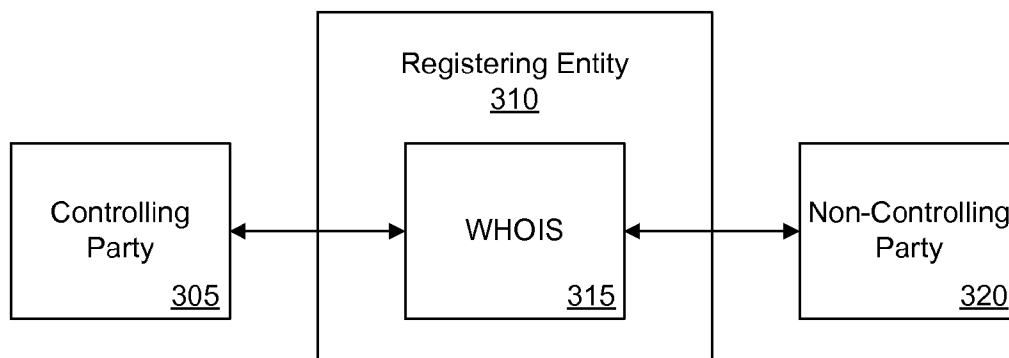 Registering Entity
310
Controlling
Party
305
WHOIS
315
Non-Controlling
Party
320